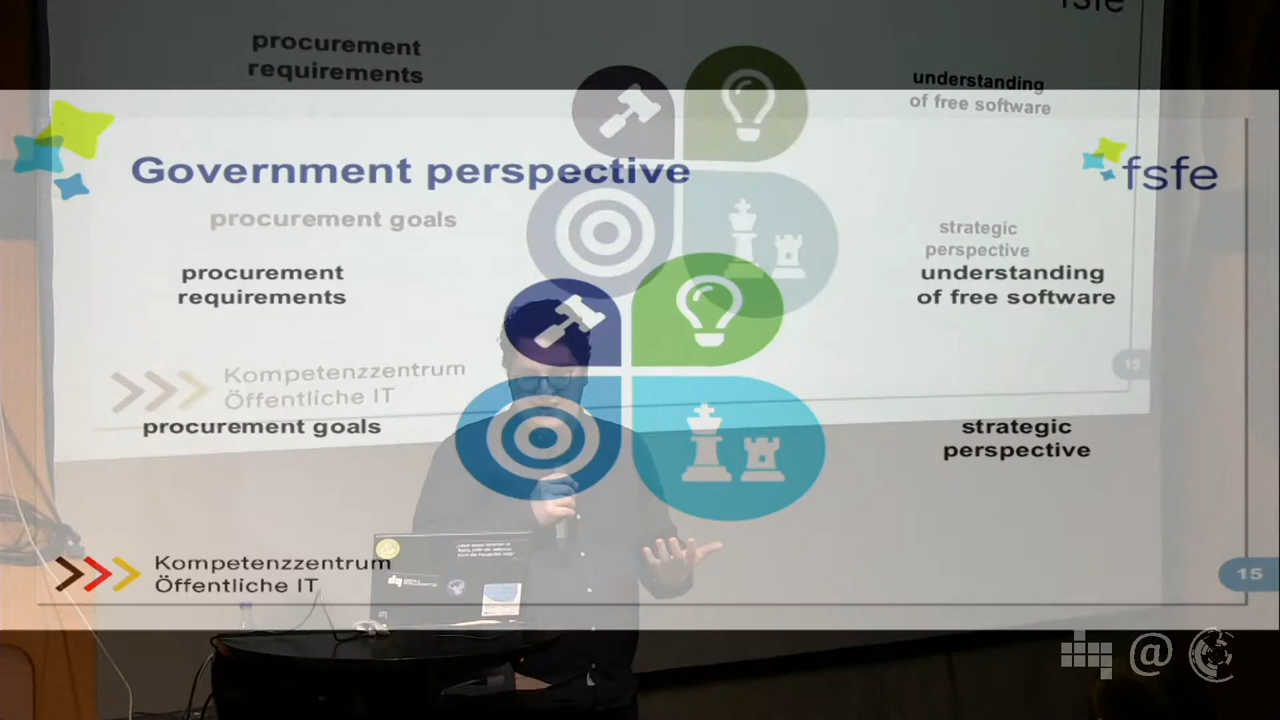 fsfe
procurement
requirements
understanding
of free software
Government perspective
fsfe
procurement goals
strategic
perspective
procurement
requirements
understanding
of free software
15
Kompetenzzentrum
Öffentliche IT
procurement goals
strategic
perspective
Kompetenzzentrum
Öffentliche IT
15
@